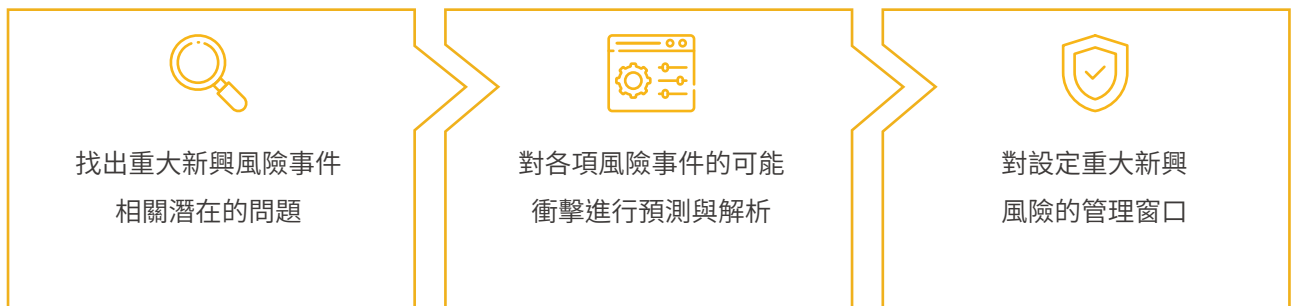 找出重大新興風險事件
相關潛在的問題
對各項風險事件的可能
衝擊進行預測與解析
對設定重大新興
風險的管理窗口